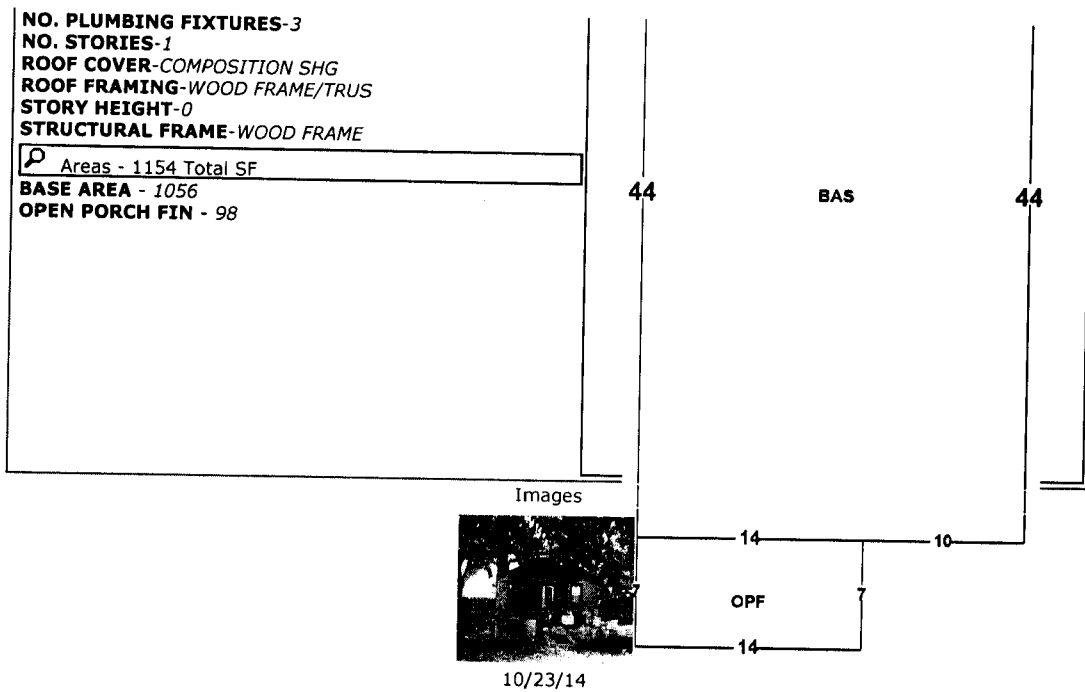 NO. PLUMBING FIXTURES-3
NO. STORIES-1
ROOF COVER-COMPOSITION SHG
ROOF FRAMING-WOOD FRAME/TRUS
STORY HEIGHT-0
STRUCTURAL FRAME-WOOD FRAME
Areas - 1154 Total SF
BASE AREA - 1056
OPEN PORCH FIN - 98
44
BAS
44
Images
14
10
7
OPF
7
14
10/23/14